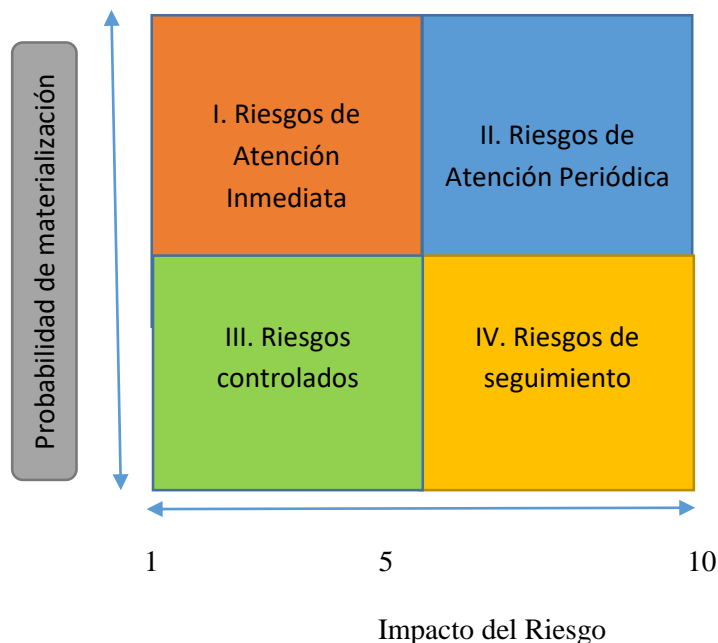 Probabilidad de materialización
I. Riesgos de
Atención
Inmediata
II. Riesgos de
Atención Periódica
III. Riesgos
controlados
IV. Riesgos de
seguimiento
1 5 10
Impacto del Riesgo